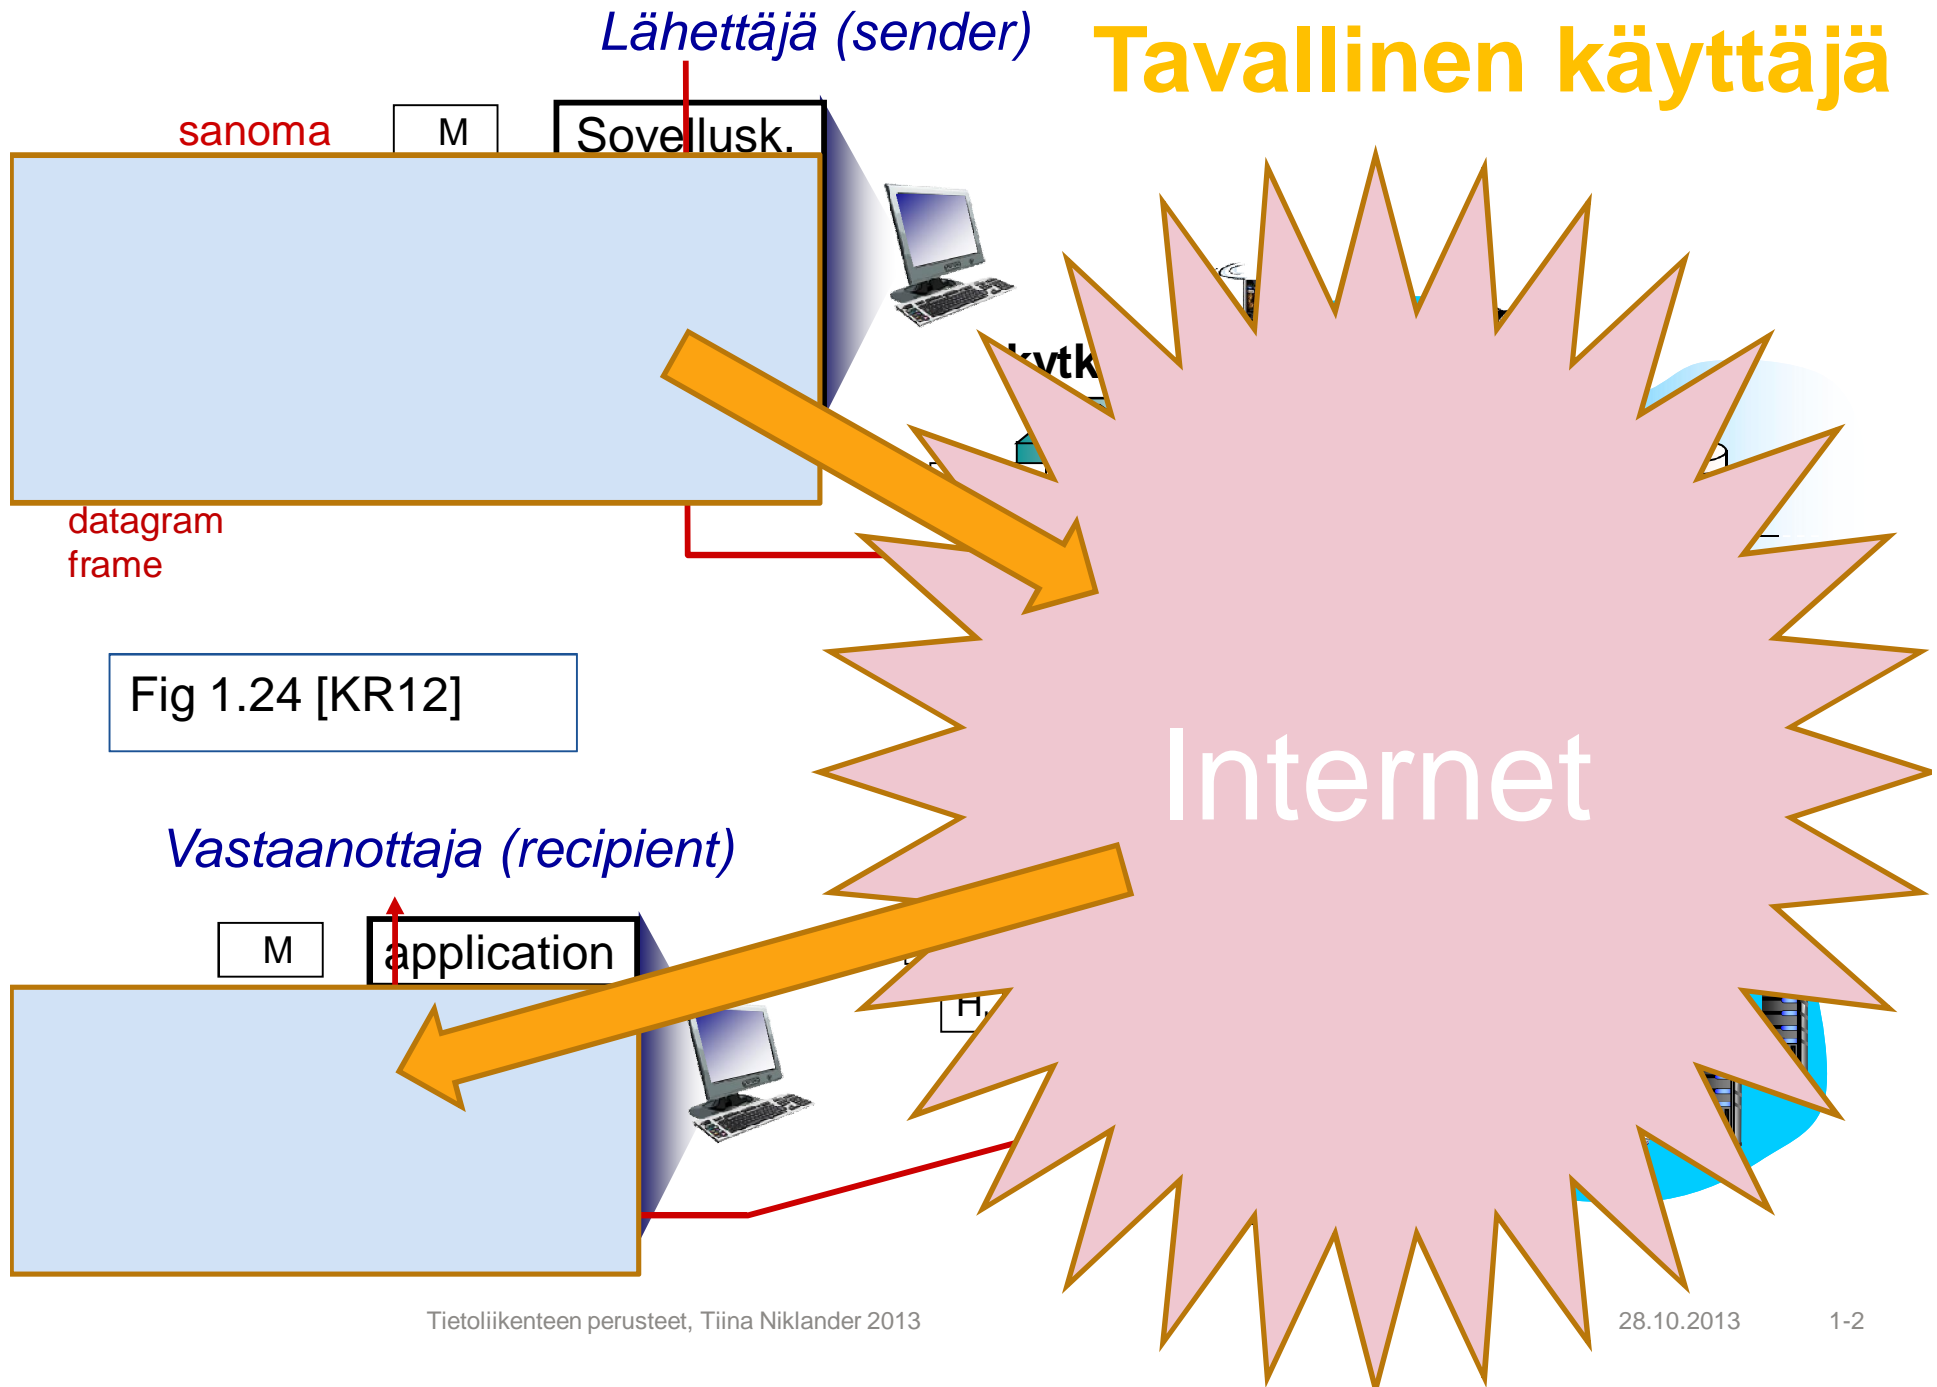 Lähettäjä (sender)
Tavallinen käyttäjä
sanoma
M
Sovellusk.
datagram
frame
Fig 1.24 [KR12]
Internet
Vastaanottaja (recipient)
M
application
Tietoliikenteen perusteet, Tiina Niklander 2013
28.10.2013
1-2